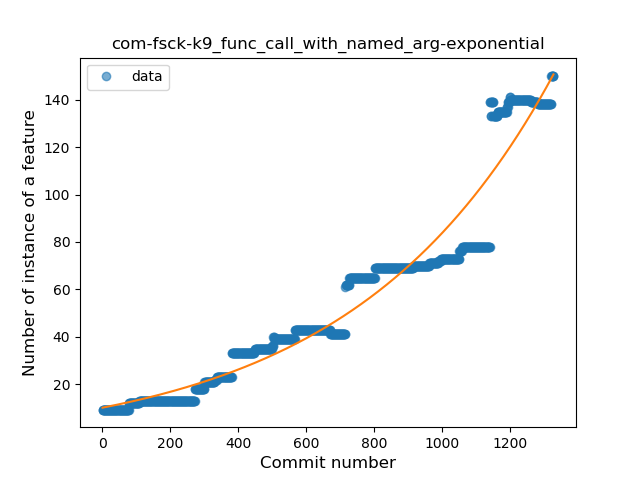 com-fsck-k9_func_call_with_named_arg-exponential
data
Number of instance of a feature
140
120
100
80
60
40
20
0 200 400 600 800 1000 1200
Commit number